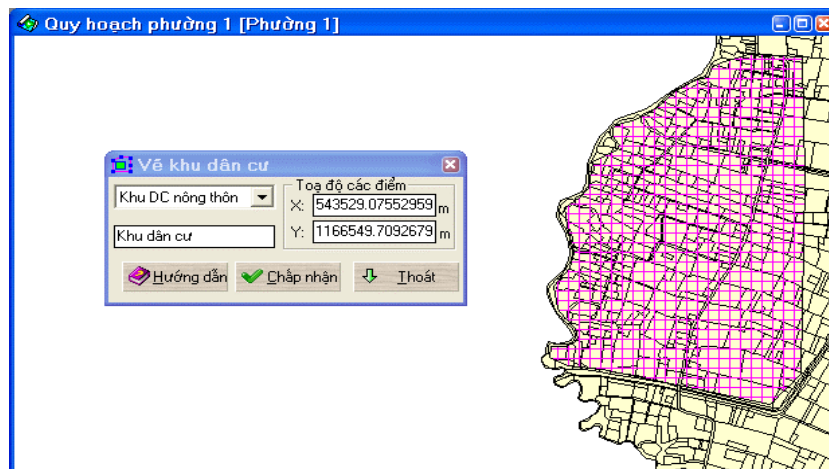 Quy hoạch phường 1 [Phường 1]
Vẽ khu dân cư
Khu DC nông thôn
Toạ độ các điểm
X: 543529.07552959 m
Khu dân cư
Y: 1166549.7092679 m
Hướng dẫn
Chấp nhận
Thoát